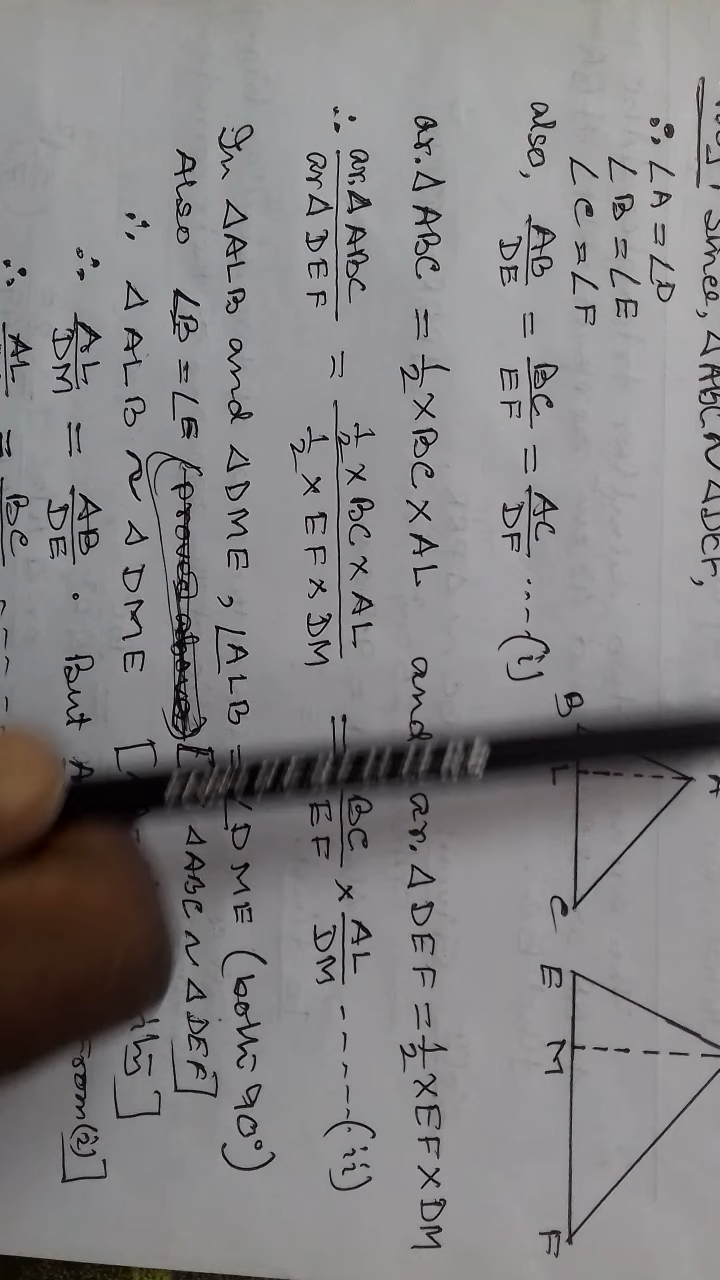 Since, ΔABC ~ ΔDEF,
∴ ∠A = ∠D
∠B = ∠E
∠C = ∠F
also, AB/DE = BC/EF = AC/DF ...(i)
A
B L C
E M F
ar. ΔABC = 1/2 × BC × AL and ar. ΔDEF = 1/2 × EF × DM
∴ ar. ΔABC / ar ΔDEF = (1/2 × BC × AL) / (1/2 × EF × DM) = BC/EF × AL/DM -----(ii)
In ΔALB and ΔDME, ∠ALB = ∠DME (both 90°)
Also ∠B = ∠E [ ΔABC ~ ΔDEF]
∴ ΔALB ~ ΔDME [ ]
∴ AL/DM = AB/DE . But
∴ AL = BC ----